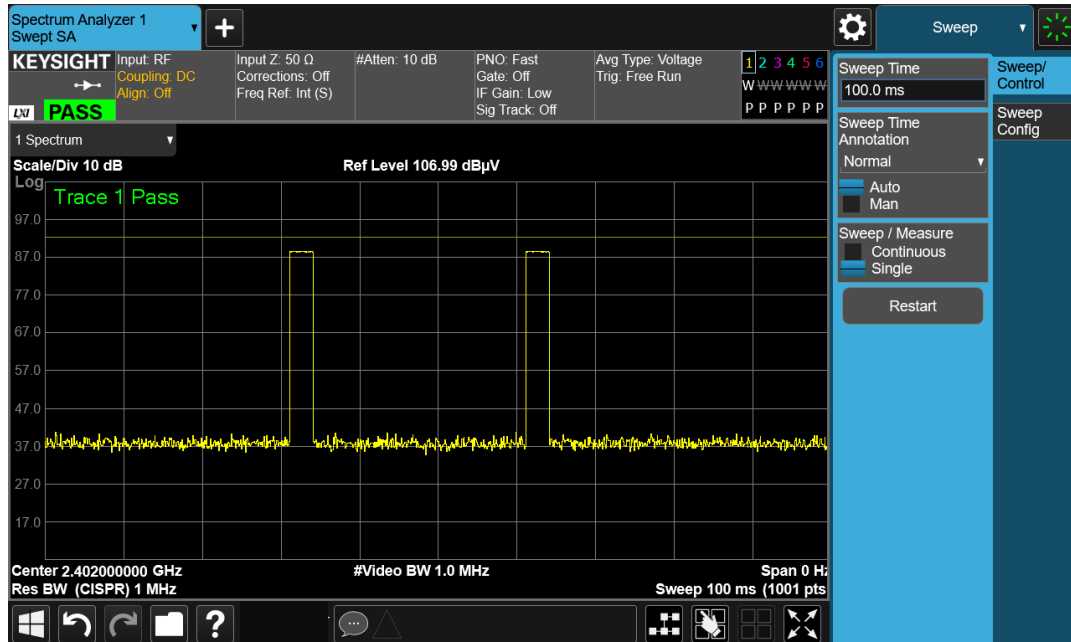 Spectrum Analyzer 1
Swept SA
+
Sweep
KEYSIGHT
Input: RF
Coupling: DC
Align: Off
Input Z: 50 Ω
Corrections: Off
Freq Ref: Int (S)
#Atten: 10 dB
PNO: Fast
Gate: Off
IF Gain: Low
Sig Track: Off
Avg Type: Voltage
Trig: Free Run
1 2 3 4 5 6
W W W W W W
P P P P P P
LXI PASS
1 Spectrum
Scale/Div 10 dB
Ref Level 106.99 dBµV
Log
Trace 1 Pass
97.0
87.0
77.0
67.0
57.0
47.0
37.0
27.0
17.0
Center 2.402000000 GHz
#Video BW 1.0 MHz
Span 0 Hz
Res BW (CISPR) 1 MHz
Sweep 100 ms (1001 pts
Sweep Time
100.0 ms
Sweep Time
Annotation
Normal
Auto
Man
Sweep / Measure
Continuous
Single
Restart
Sweep/
Control
Sweep
Config
?